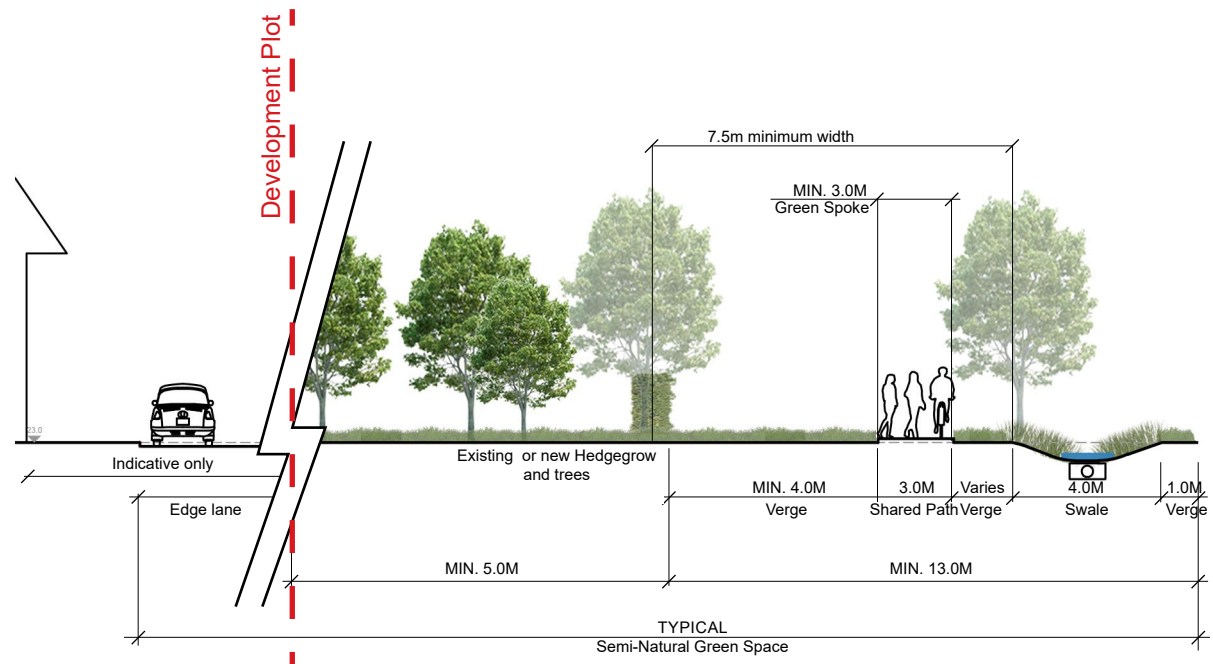 Development Plot
7.5m minimum width
MIN. 3.0M
Green Spoke
23.0
Indicative only
Edge lane
Existing or new Hedgegrow
and trees
MIN. 4.0M
Verge
3.0M
Shared Path
Varies
Verge
4.0M
Swale
1.0M
Verge
MIN. 5.0M
MIN. 13.0M
TYPICAL
Semi-Natural Green Space